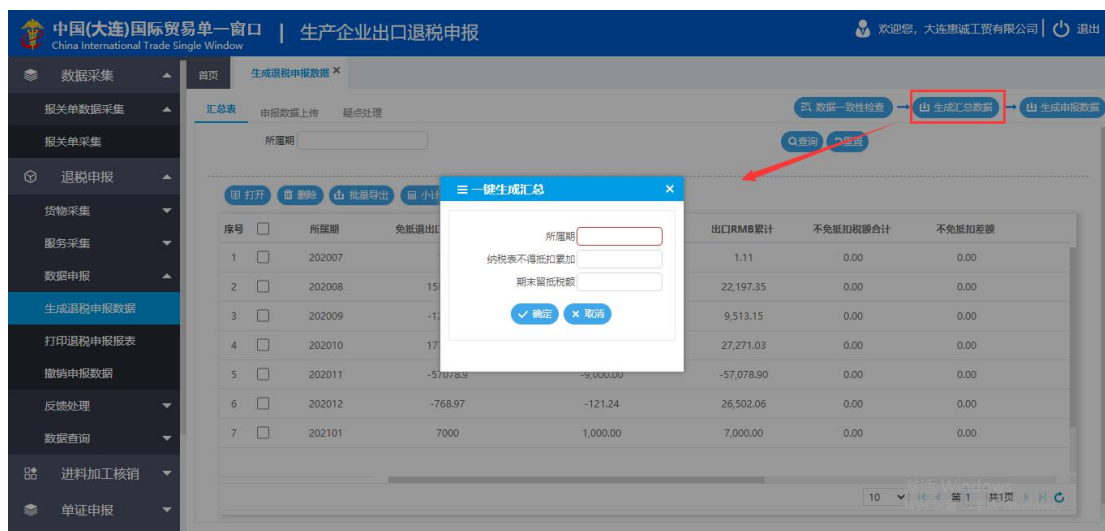 中国(大连)国际贸易单一窗口 | 生产企业出口退税申报
China International Trade Single Window
欢迎您，大连惠诚工贸有限公司 | 退出
数据采集
首页 生成退税申报数据 ×
报关单数据采集
汇总表 申报数据上传 疑点处理
数据一致性检查 → 生成汇总数据 → 生成申报数据
报关单采集
所属期
查询 重置
退税申报
打开 删除 批量导出 小计
一键生成汇总 ×
货物采集
序号 所属期 免抵退出口 出口RMB累计 不免抵扣税额合计 不免抵扣差额
所属期
纳税表不得抵扣累加
期末留抵税额
确定 取消
服务采集
1 202007 1.11 0.00 0.00
数据申报
2 202008 15 22,197.35 0.00 0.00
生成退税申报数据
3 202009 -12 9,513.15 0.00 0.00
打印退税申报报表
4 202010 17 27,271.03 0.00 0.00
撤销申报数据
5 202011 -57078.9 -9,000.00 -57,078.90 0.00 0.00
反馈处理
6 202012 -768.97 -121.24 26,502.06 0.00 0.00
数据查询
7 202101 7000 1,000.00 7,000.00 0.00 0.00
进料加工核销
激活 Windows
10 第 1 共1页
单证申报